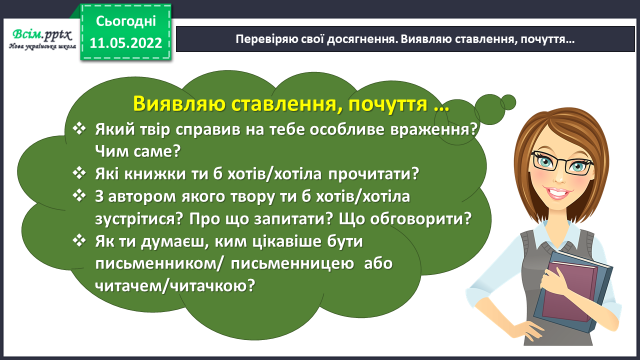 Всім.pptx
Нова українська школа
Сьогодні
11.05.2022
Перевіряю свої досягнення. Виявляю ставлення, почуття…
Виявляю ставлення, почуття …
❖ Який твір справив на тебе особливе враження?
Чим саме?
❖ Які книжки ти б хотів/хотіла прочитати?
❖ З автором якого твору ти б хотів/хотіла
зустрітися? Про що запитати? Що обговорити?
❖ Як ти думаєш, ким цікавіше бути
письменником/ письменницею або
читачем/читачкою?